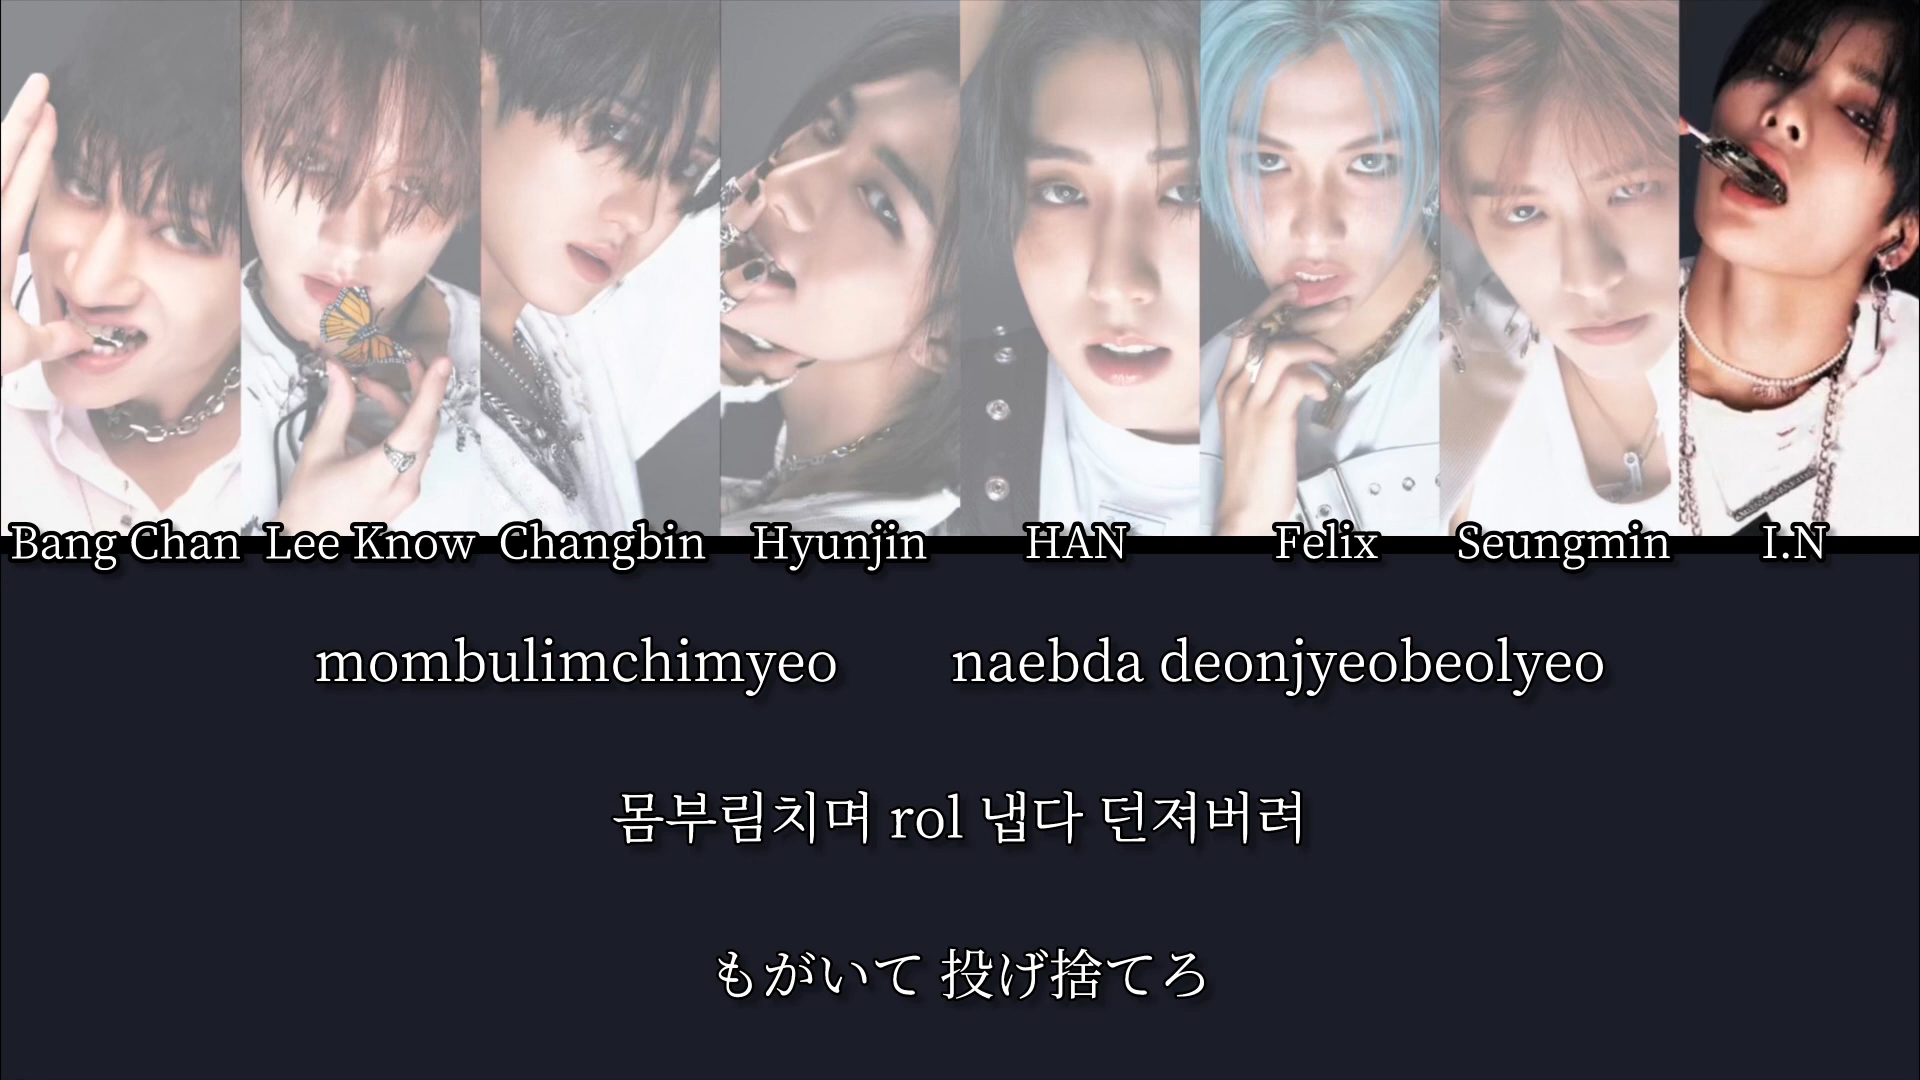 Bang Chan Lee Know Changbin Hyunjin HAN Felix Seungmin I.N
mombulimchimyeo naebda deonjyeobeolyeo
몸부림치며 rol 냅다 던져버려
もがいて 投げ捨てろ